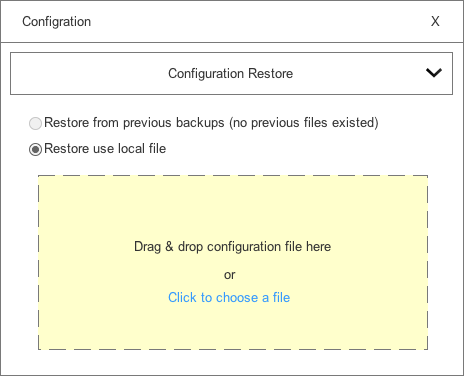 Configration X
Configuration Restore
Restore from previous backups (no previous files existed)
Restore use local file
Drag & drop configuration file here
or
Click to choose a file